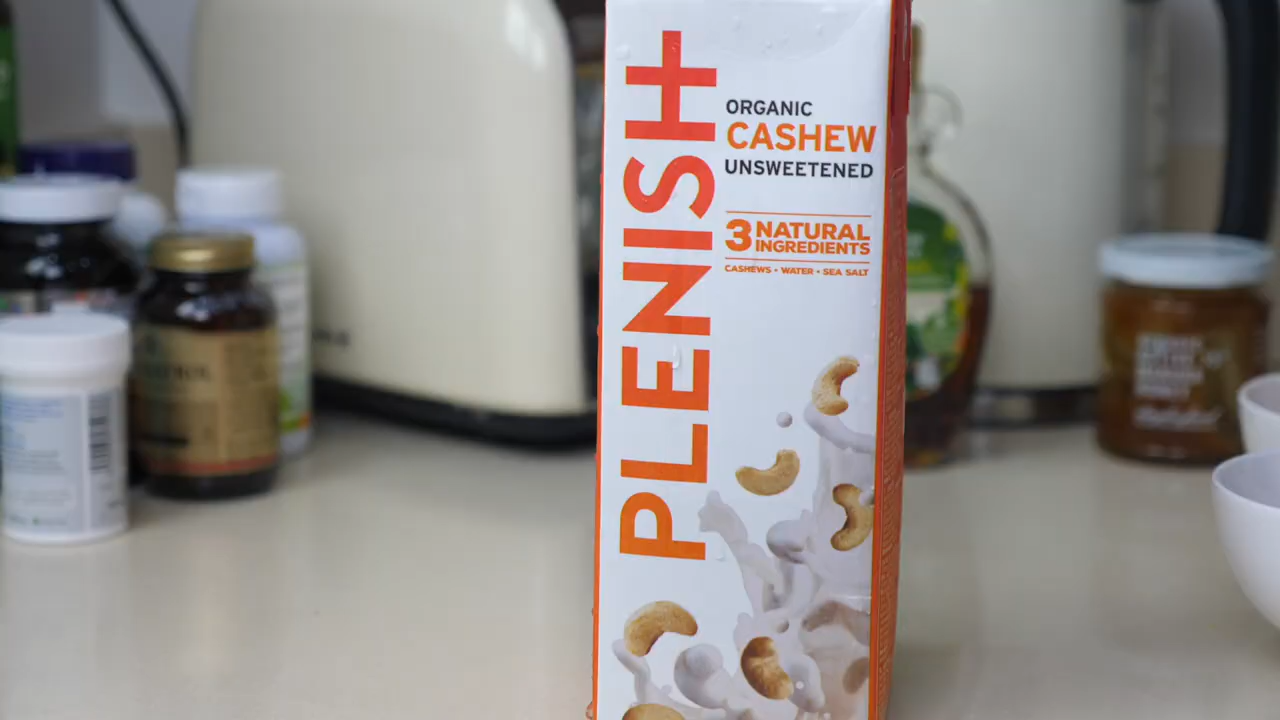 PLENISH
ORGANIC
CASHEW
UNSWEETENED
3 NATURAL
INGREDIENTS
CASHEWS • WATER • SEA SALT